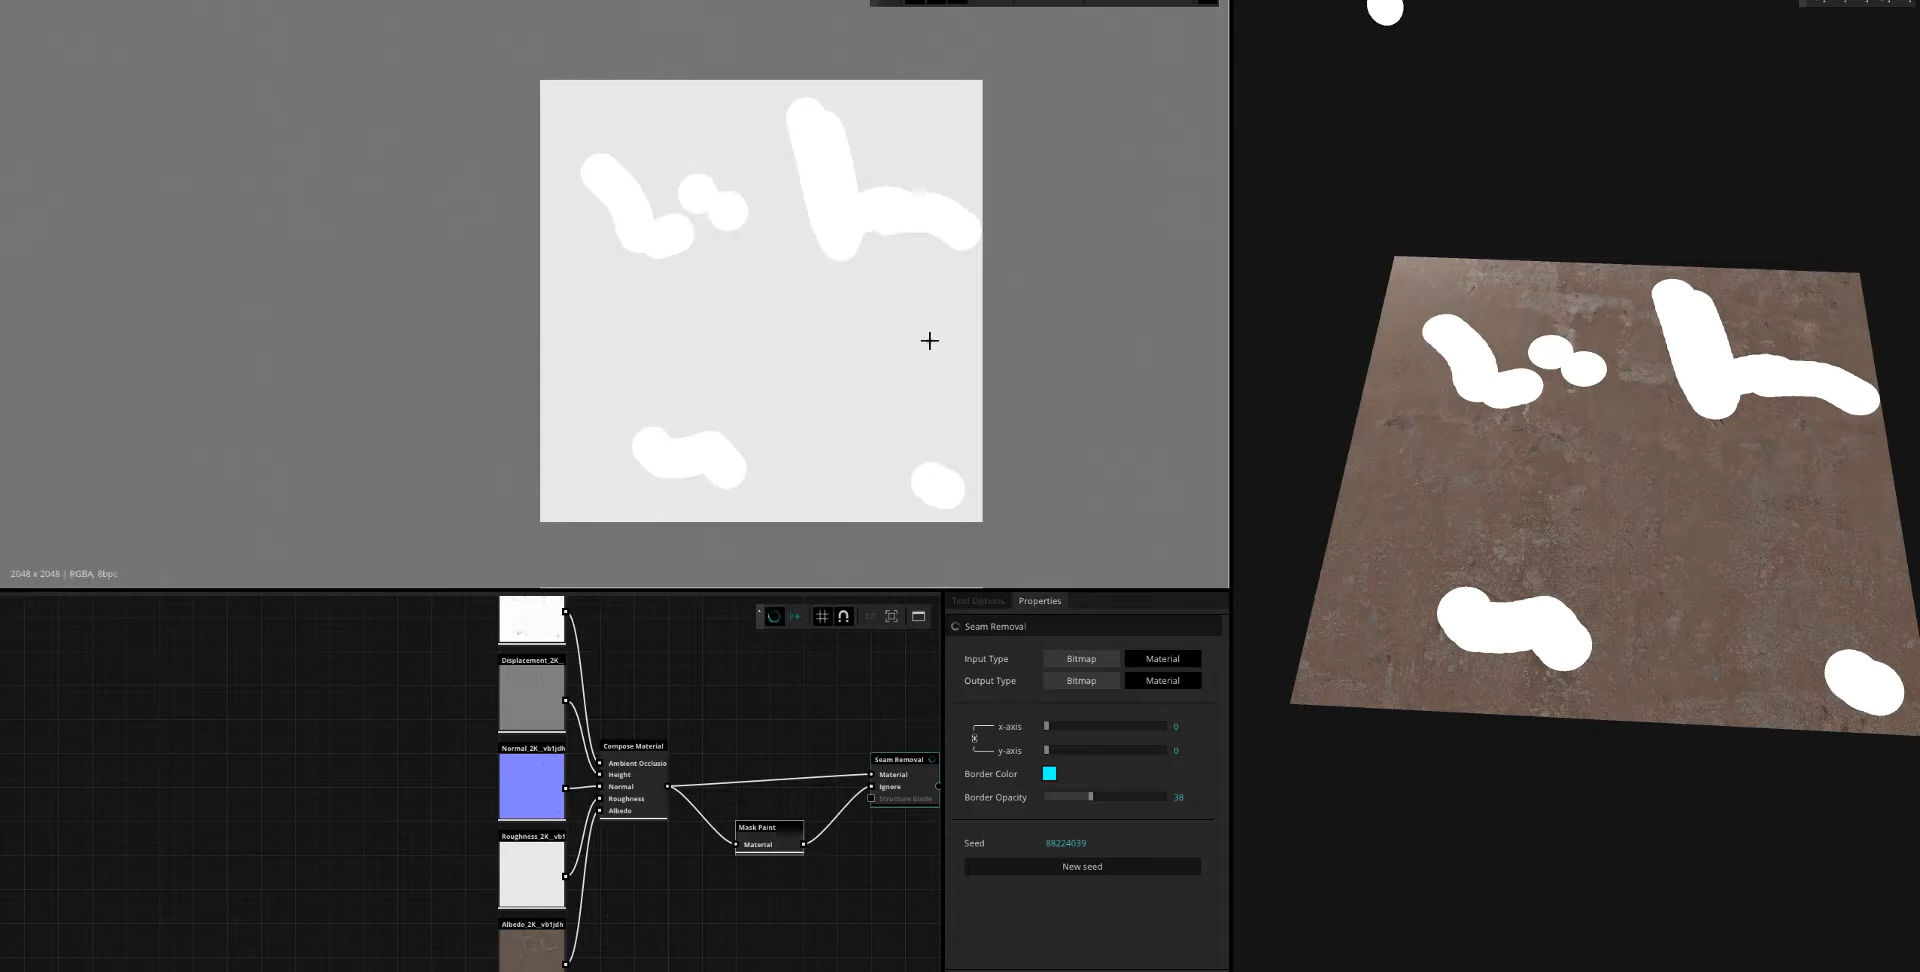 2048 x 2048 | RGBA, 8bpc
Displacement_2K_
Normal_2K_vb1jdh
Roughness_2K_vb1
Albedo_2K_vb1jdh
Compose Material
Ambient Occlusio
Height
Normal
Roughness
Albedo
Mask Paint
Material
Seam Removal
Material
Ignore
Structure Guide
Tool Options Properties
Seam Removal
Input Type Bitmap Material
Output Type Bitmap Material
x-axis 0
y-axis 0
Border Color
Border Opacity 38
Seed 88224039
New seed